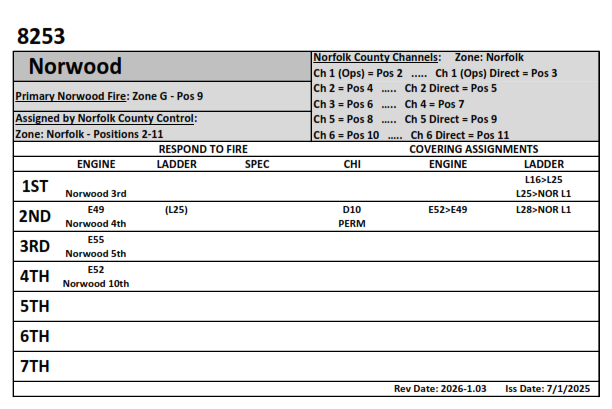 8253
Norwood
Primary Norwood Fire: Zone G - Pos 9
Assigned by Norfolk County Control:
Zone: Norfolk - Positions 2-11
Norfolk County Channels: Zone: Norfolk
Ch 1 (Ops) = Pos 2 ..... Ch 1 (Ops) Direct = Pos 3
Ch 2 = Pos 4 ..... Ch 2 Direct = Pos 5
Ch 3 = Pos 6 ..... Ch 4 = Pos 7
Ch 5 = Pos 8 ..... Ch 5 Direct = Pos 9
Ch 6 = Pos 10 ..... Ch 6 Direct = Pos 11
RESPOND TO FIRE COVERING ASSIGNMENTS
ENGINE LADDER SPEC CHI ENGINE LADDER
1ST L16>L25
Norwood 3rd L25>NOR L1
2ND E49 (L25) D10 E52>E49 L28>NOR L1
Norwood 4th PERM
3RD E55
Norwood 5th
4TH E52
Norwood 10th
5TH
6TH
7TH
Rev Date: 2026-1.03 Iss Date: 7/1/2025